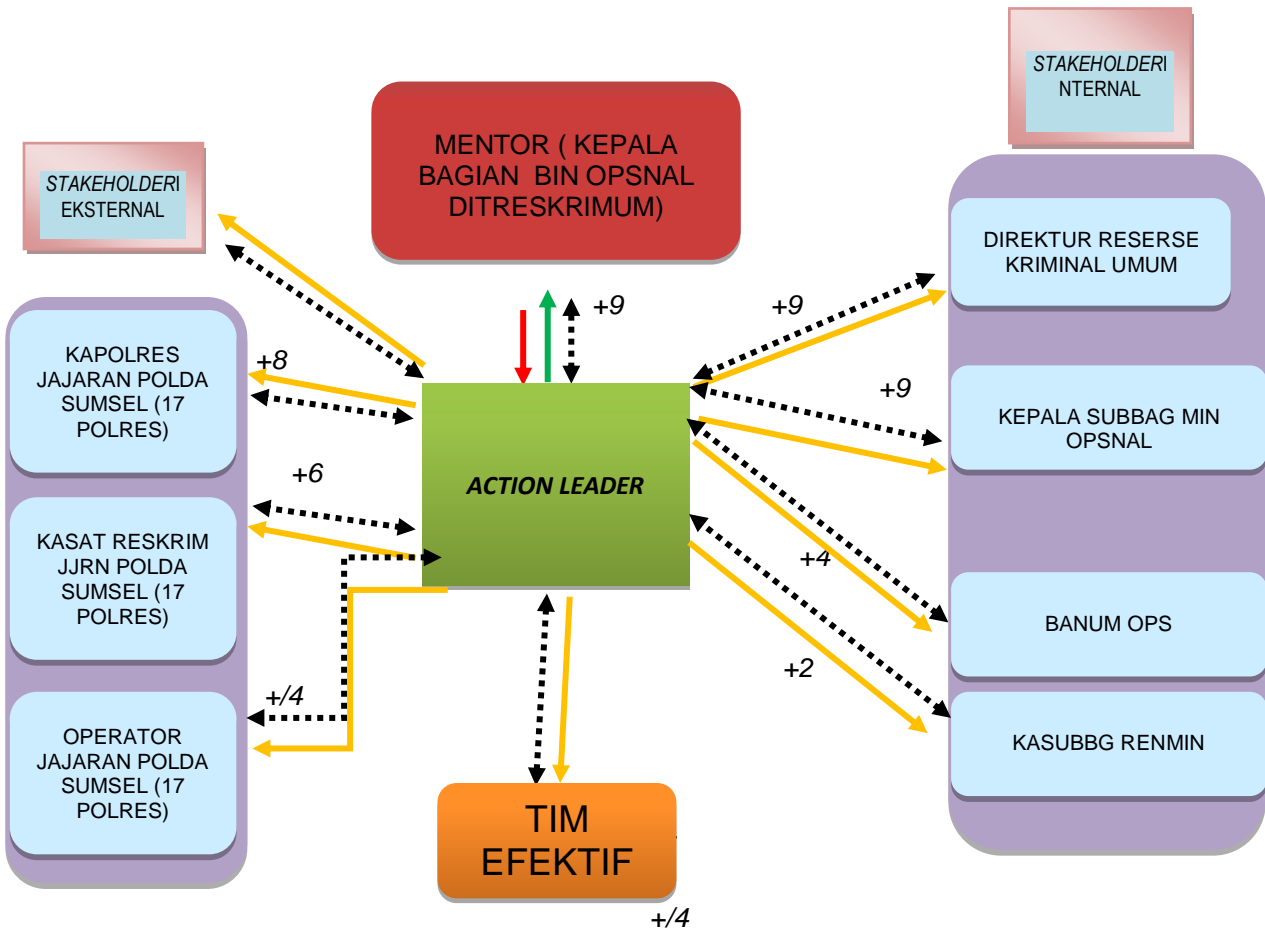 STAKEHOLDERI
NTERNAL
MENTOR ( KEPALA
BAGIAN BIN OPSNAL
DITRESKRIMUM)
STAKEHOLDERI
EKSTERNAL
DIREKTUR RESERSE
KRIMINAL UMUM
+9
+9
KAPOLRES
JAJARAN POLDA
SUMSEL (17
POLRES)
+8
+9
KEPALA SUBBAG MIN
OPSNAL
ACTION LEADER
+6
KASAT RESKRIM
JJRN POLDA
SUMSEL (17
POLRES)
+4
BANUM OPS
+2
+/4
OPERATOR
JAJARAN POLDA
SUMSEL (17
POLRES)
KASUBBG RENMIN
TIM
EFEKTIF
+/4